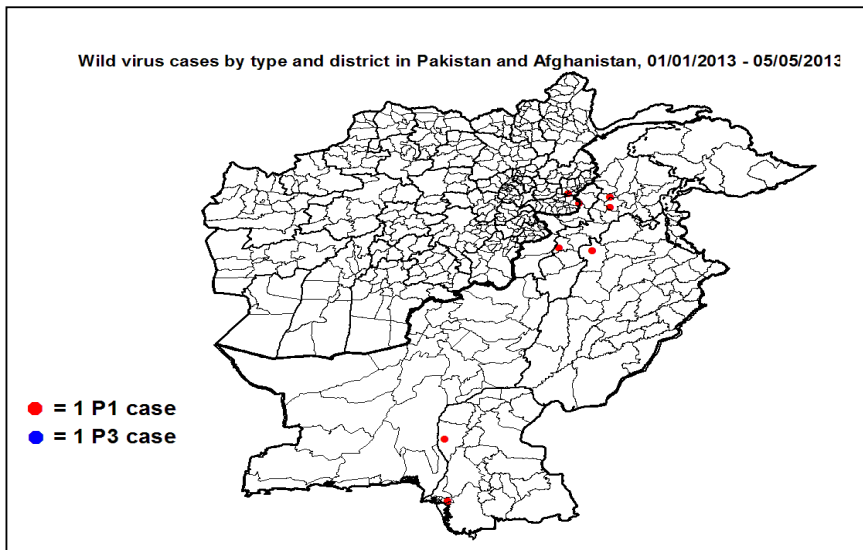 Wild virus cases by type and district in Pakistan and Afghanistan, 01/01/2013 - 05/05/2013
= 1 P1 case
= 1 P3 case